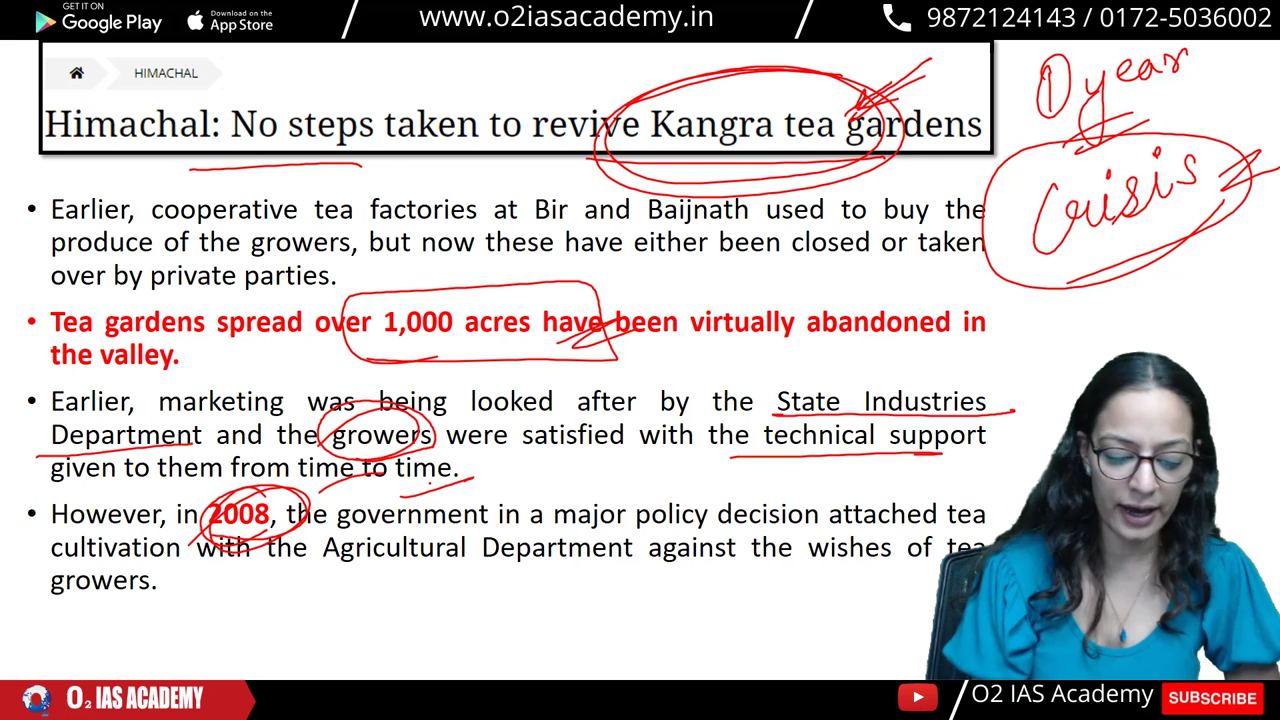 GET IT ON
Google Play
Download on the
App Store
www.o2iasacademy.in
9872124143 / 0172-5036002
HIMACHAL
Himachal: No steps taken to revive Kangra tea gardens
year
Crisis
• Earlier, cooperative tea factories at Bir and Baijnath used to buy the
produce of the growers, but now these have either been closed or taken
over by private parties.
• Tea gardens spread over 1,000 acres have been virtually abandoned in
the valley.
• Earlier, marketing was being looked after by the State Industries
Department and the growers were satisfied with the technical support
given to them from time to time.
• However, in 2008, the government in a major policy decision attached tea
cultivation with the Agricultural Department against the wishes of tea
growers.
O2 IAS ACADEMY
O2 IAS Academy
SUBSCRIBE